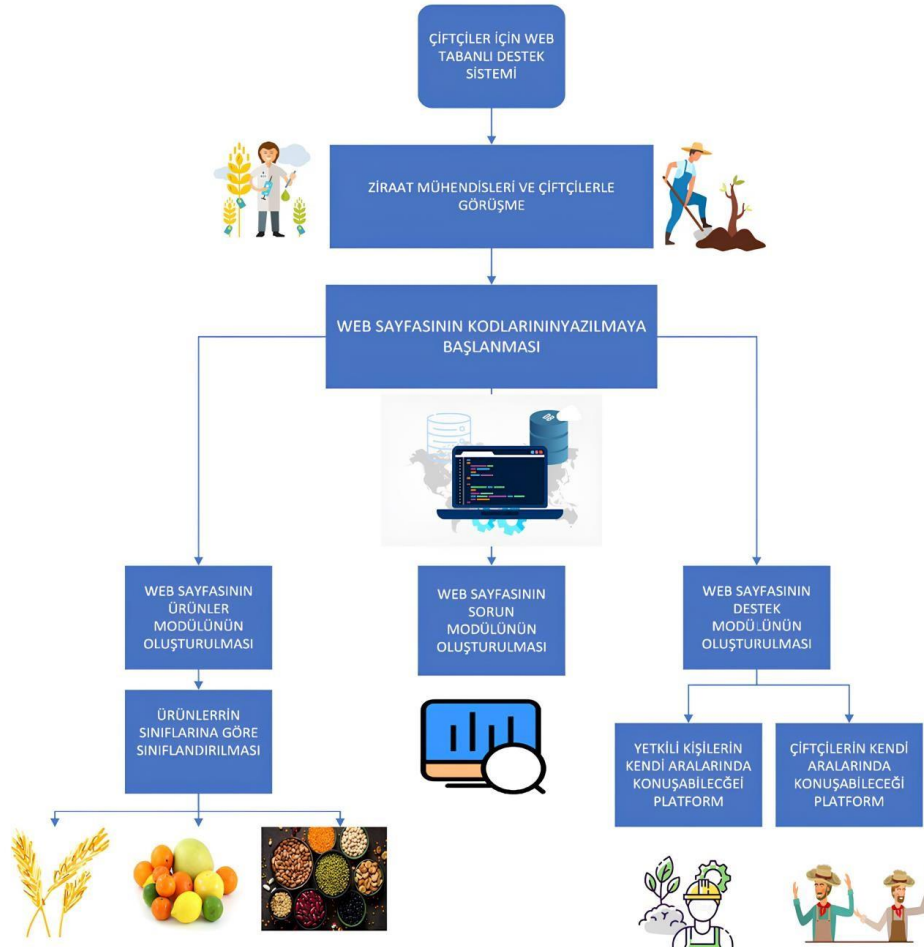 ÇİFTÇİLER İÇİN WEB
TABANLI DESTEK
SİSTEMİ
ZİRAAT MÜHENDİSLERİ VE ÇİFTÇİLERLE
GÖRÜŞME
WEB SAYFASININ KODLARININYAZILMAYA
BAŞLANMASI
WEB SAYFASININ
ÜRÜNLER
MODÜLÜNÜN
OLUŞTURULMASI
WEB SAYFASININ
SORUN
MODÜLÜNÜN
OLUŞTURULMASI
WEB SAYFASININ
DESTEK
MODÜLÜNÜN
OLUŞTURULMASI
ÜRÜNLERRİN
SINIFLARINA GÖRE
SINIFLANDIRILMASI
YETKİLİ KİŞİLERİN
KENDİ ARALARINDA
KONUŞABİLECĞEİ
PLATFORM
ÇİFTÇİLERİN KENDİ
ARALARINDA
KONUŞABİLECEĞİ
PLATFORM